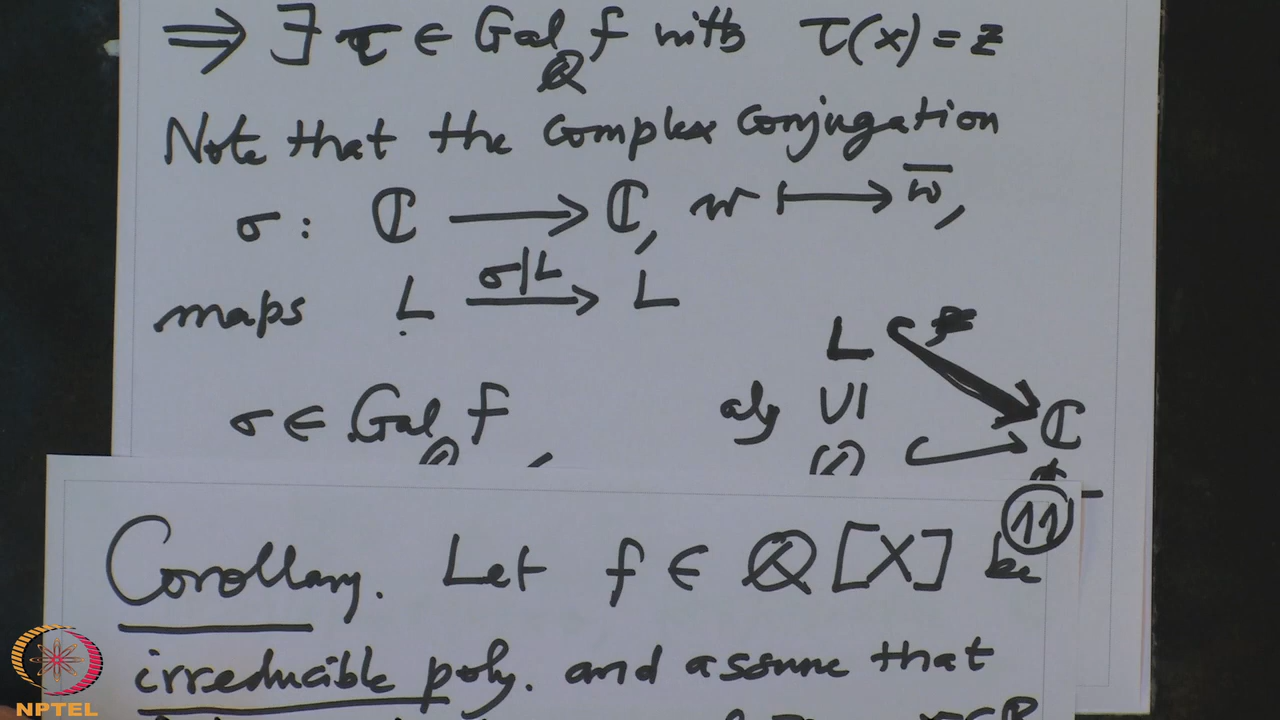 ⇒ ∃ τ ∈ Gal_Q f with τ(x) = z
Note that the complex conjugation
σ : ℂ ⟶ ℂ, w ⟼ w̄,
maps L ⟶ L
σ|L
L
σ ∈ Gal_Q f,
alg UI
ℂ
Q
11
Corollary. Let f ∈ ℚ[X] be
irreducible poly. and assume that
NPTEL